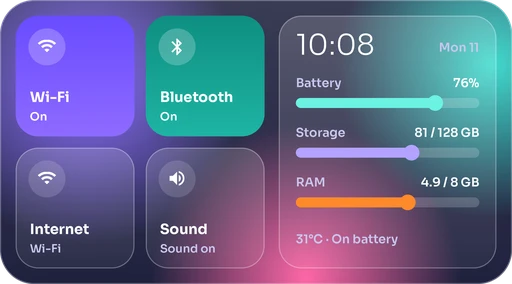 Wi-Fi
On
Bluetooth
On
Internet
Wi-Fi
Sound
Sound on
10:08
Mon 11
Battery
76%
Storage
81 / 128 GB
RAM
4.9 / 8 GB
31°C · On battery